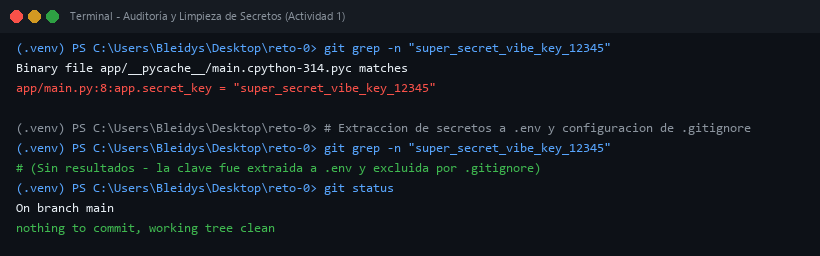 Terminal - Auditoria y Limpieza de Secretos (Actividad 1)
(.venv) PS C:\Users\Bleidys\Desktop\reto-0> git grep -n "super_secret_vibe_key_12345"
Binary file app/__pycache__/main.cpython-314.pyc matches
app/main.py:8:app.secret_key = "super_secret_vibe_key_12345"
(.venv) PS C:\Users\Bleidys\Desktop\reto-0> # Extraccion de secretos a .env y configuracion de .gitignore
(.venv) PS C:\Users\Bleidys\Desktop\reto-0> git grep -n "super_secret_vibe_key_12345"
# (Sin resultados - la clave fue extraida a .env y excluida por .gitignore)
(.venv) PS C:\Users\Bleidys\Desktop\reto-0> git status
On branch main
nothing to commit, working tree clean